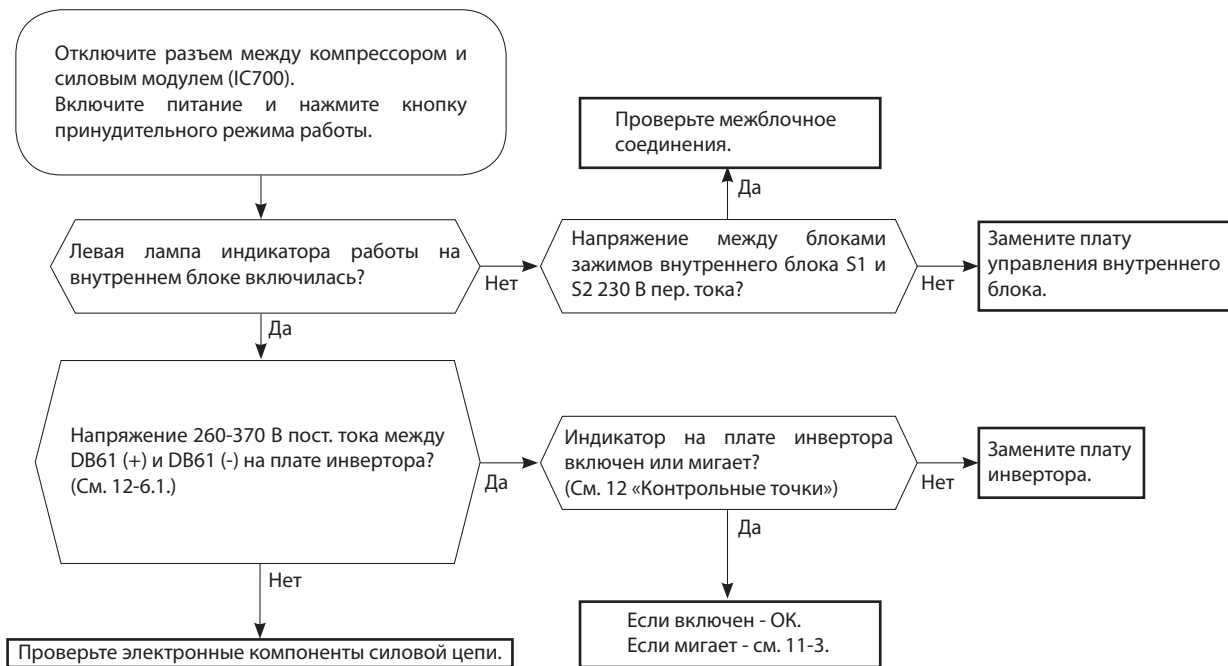 Отключите разъем между компрессором и
силовым модулем (IC700).
Включите питание и нажмите кнопку
принудительного режима работы.
Проверьте межблочное
соединения.
Да
Левая лампа индикатора работы на
внутреннем блоке включилась?
Нет
Напряжение между блоками
зажимов внутреннего блока S1 и
S2 230 В пер. тока?
Нет
Замените плату
управления внутреннего
блока.
Да
Напряжение 260-370 В пост. тока между
DB61 (+) и DB61 (-) на плате инвертора?
(См. 12-6.1.)
Да
Индикатор на плате инвертора
включен или мигает?
(См. 12 «Контрольные точки»)
Нет
Замените плату
инвертора.
Да
Нет
Если включен - OK.
Если мигает - см. 11-3.
Проверьте электронные компоненты силовой цепи.